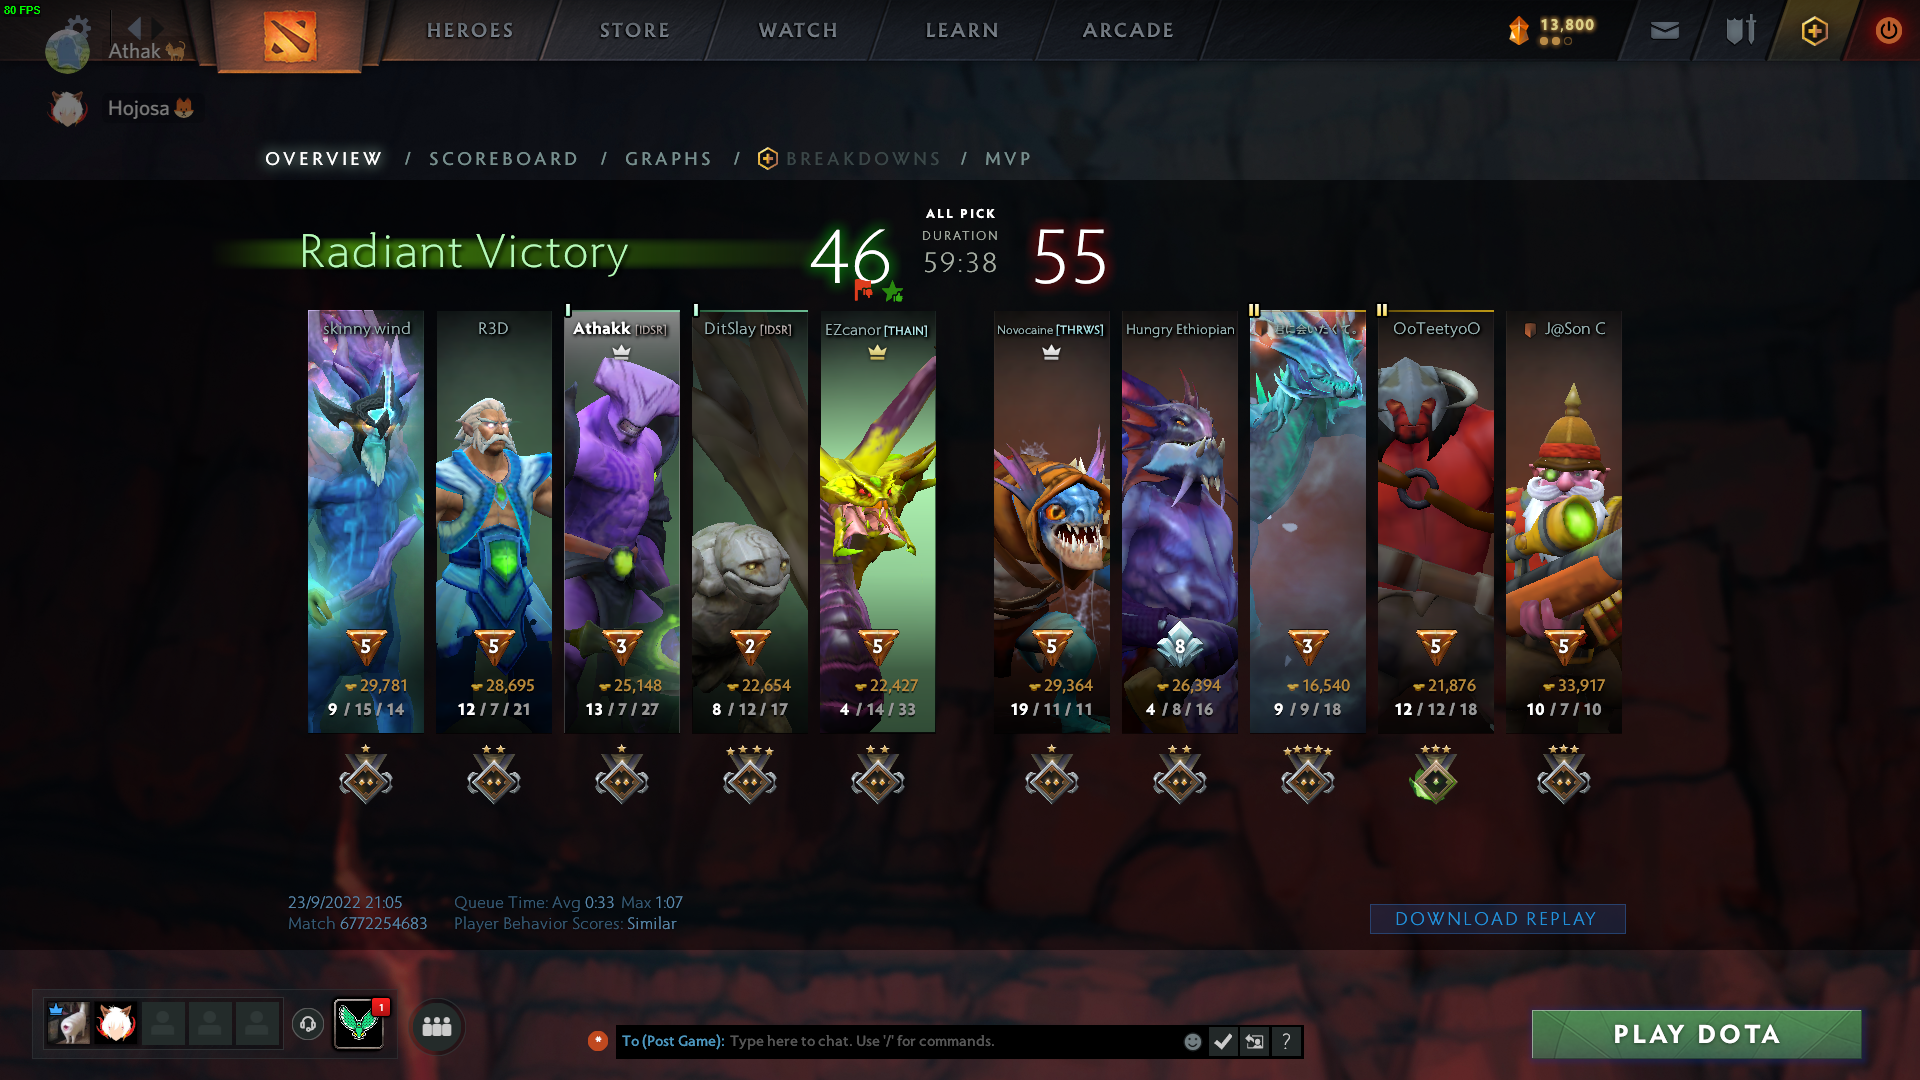 80 FPS
HEROES
STORE
WATCH
LEARN
ARCADE
13,800
Athak
Hojosa
OVERVIEW / SCOREBOARD / GRAPHS / BREAKDOWNS / MVP
Radiant Victory
46
ALL PICK
DURATION
59:38
55
skinny wind
R3D
Athakk [IDSR]
DitSlay [IDSR]
EZcanor [THAIN]
Novocaine [THRWS]
Hungry Ethiopian
君に会いたくて。
OoTeetyoO
J@Son C
5
5
3
2
5
5
8
3
5
5
29,781
28,695
25,148
22,654
22,427
29,364
26,394
16,540
21,876
33,917
9 / 15 / 14
12 / 7 / 21
13 / 7 / 27
8 / 12 / 17
4 / 14 / 33
19 / 11 / 11
4 / 8 / 16
9 / 9 / 18
12 / 12 / 18
10 / 7 / 10
23/9/2022 21:05
Queue Time: Avg 0:33 Max 1:07
Match 6772254683
Player Behavior Scores: Similar
DOWNLOAD REPLAY
1
To (Post Game): Type here to chat. Use '/' for commands.
?
PLAY DOTA